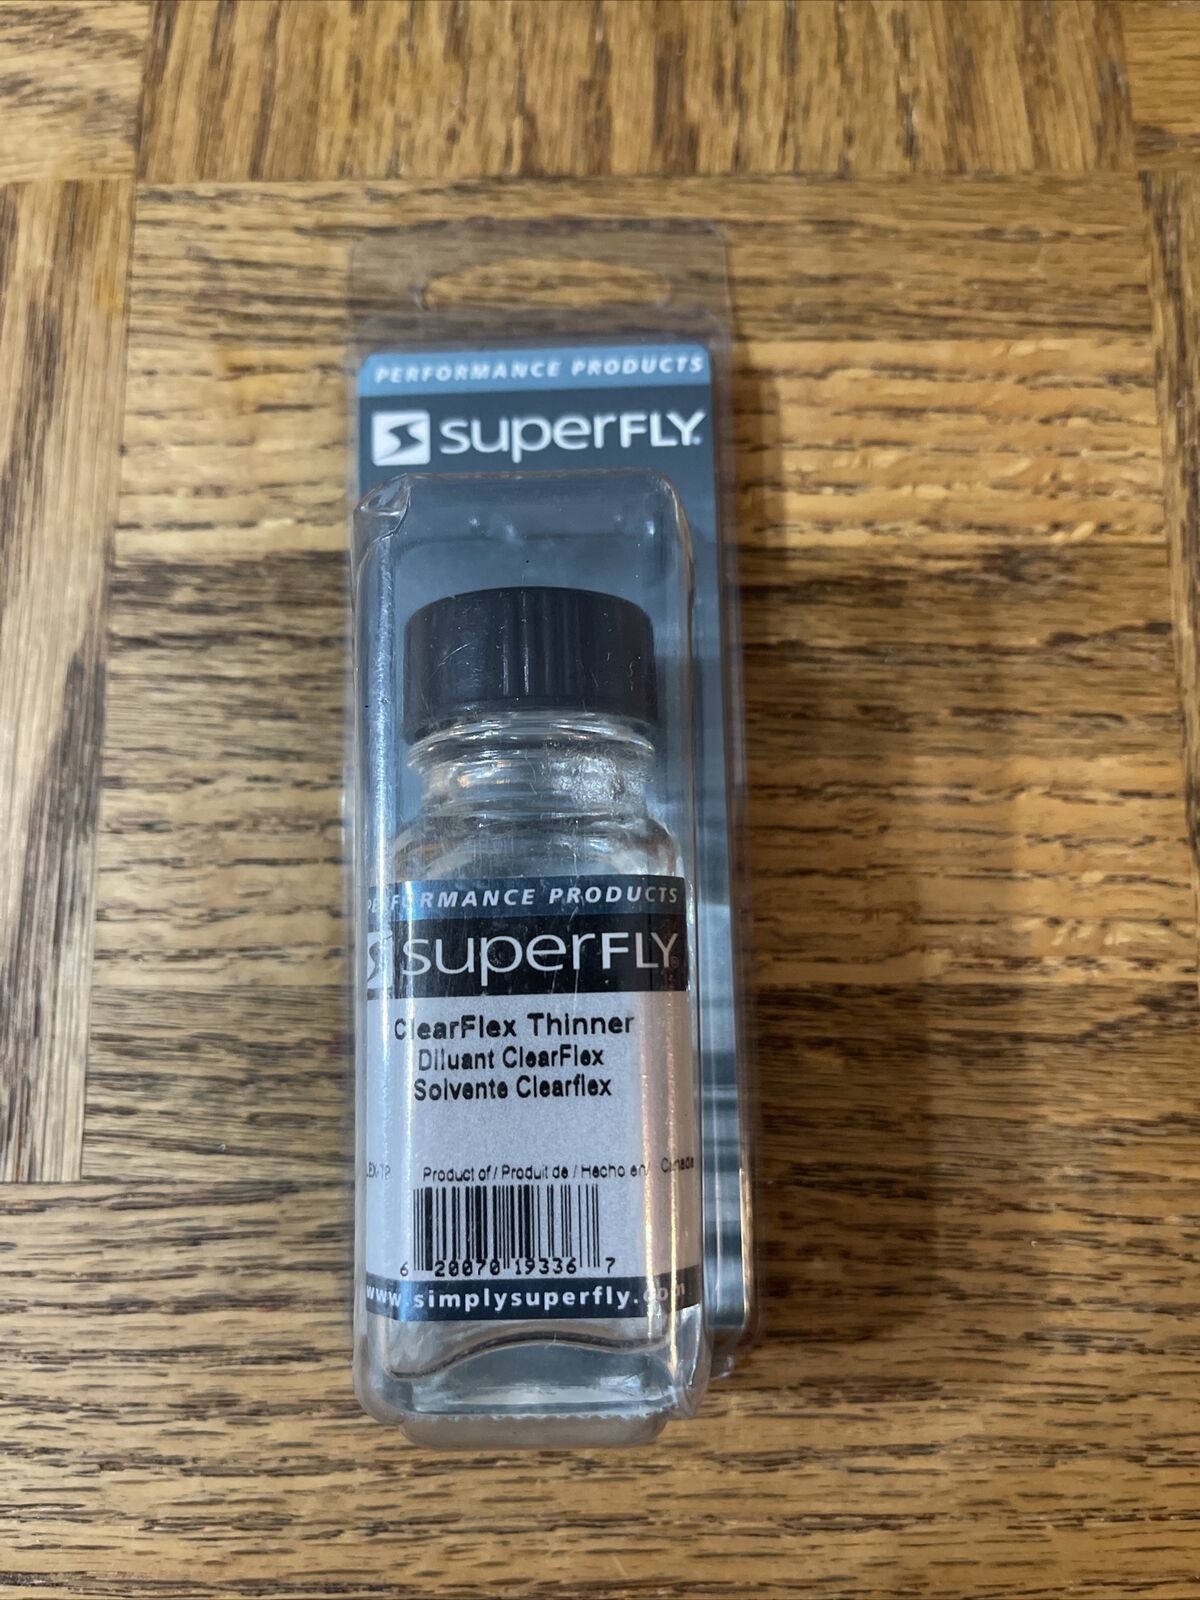 PERFORMANCE PRODUCTS
superFLY®
PERFORMANCE PRODUCTS
superFLY®
ClearFlex Thinner
Diluant ClearFlex
Solvente Clearflex
Product of / Produit de / Hecho en/ Canada
6 20070 19336 7
www.simplysuperfly.com